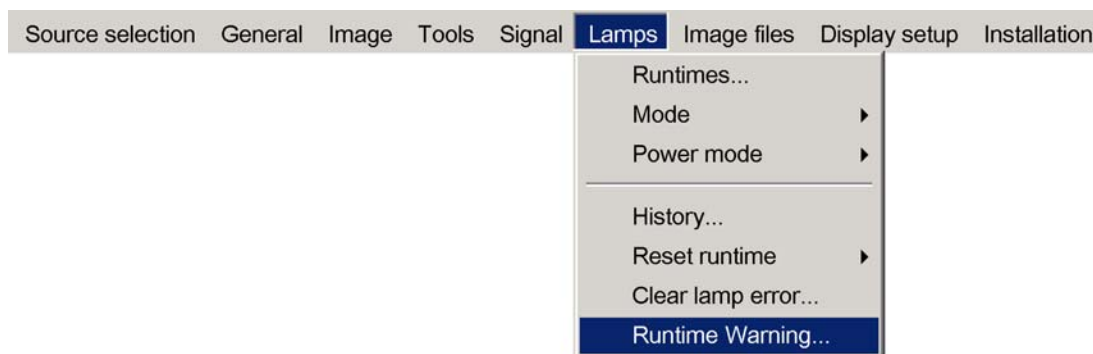 Source selection General Image Tools Signal Lamps Image files Display setup Installation
Runtimes...
Mode
Power mode
History...
Reset runtime
Clear lamp error...
Runtime Warning...